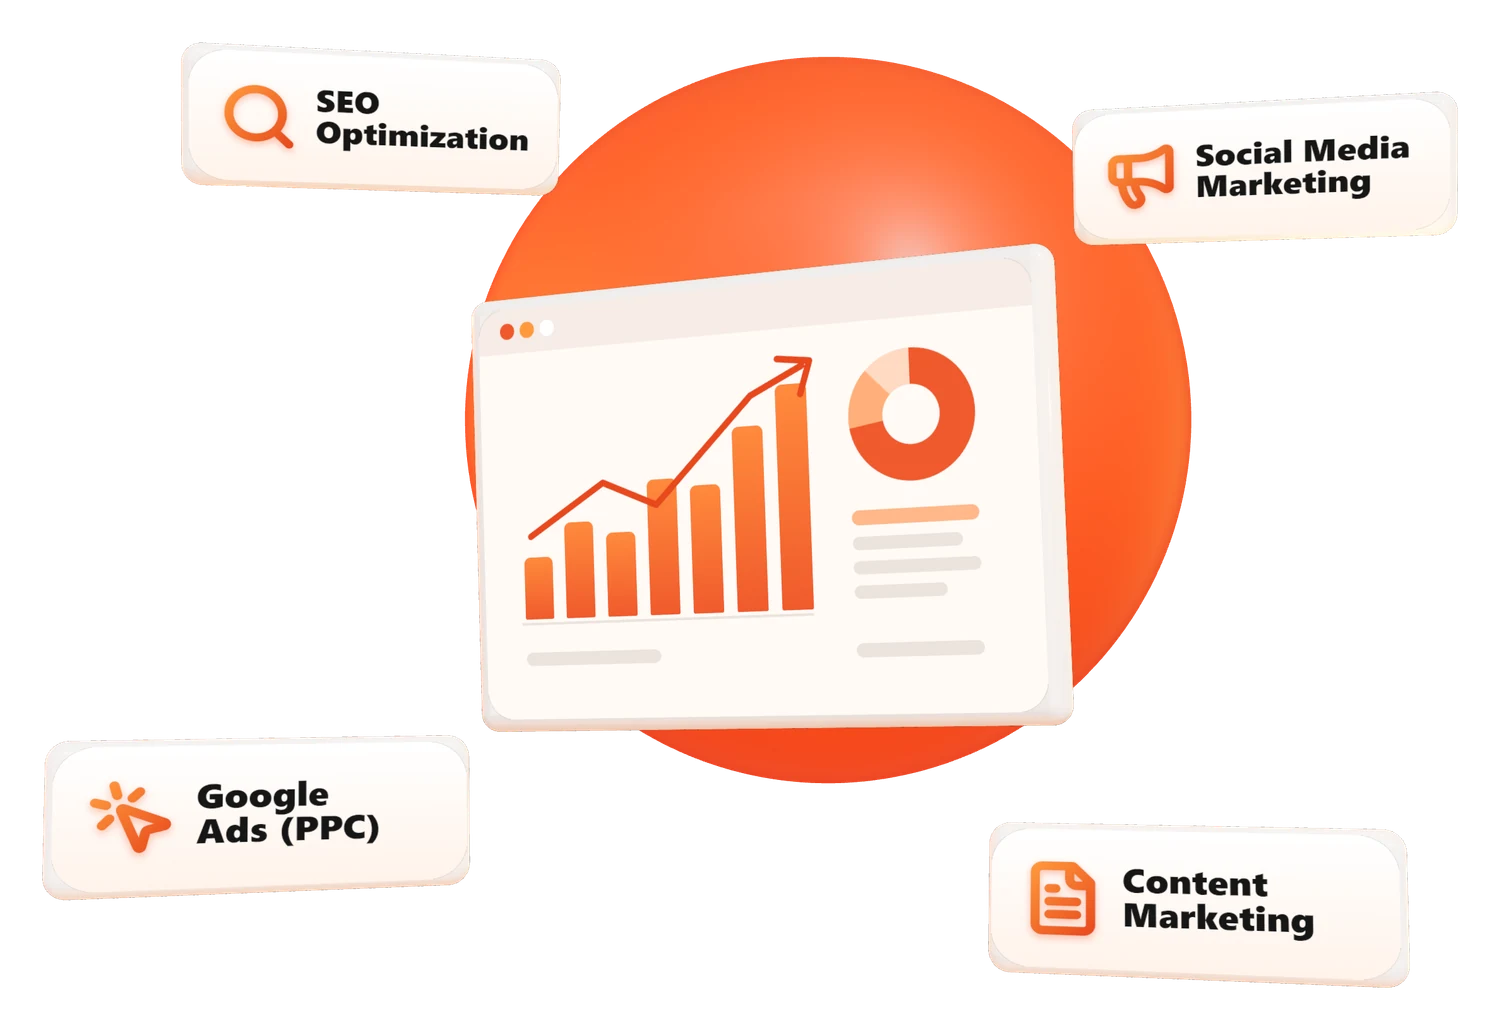 SEO
Optimization
Social Media
Marketing
Google
Ads (PPC)
Content
Marketing